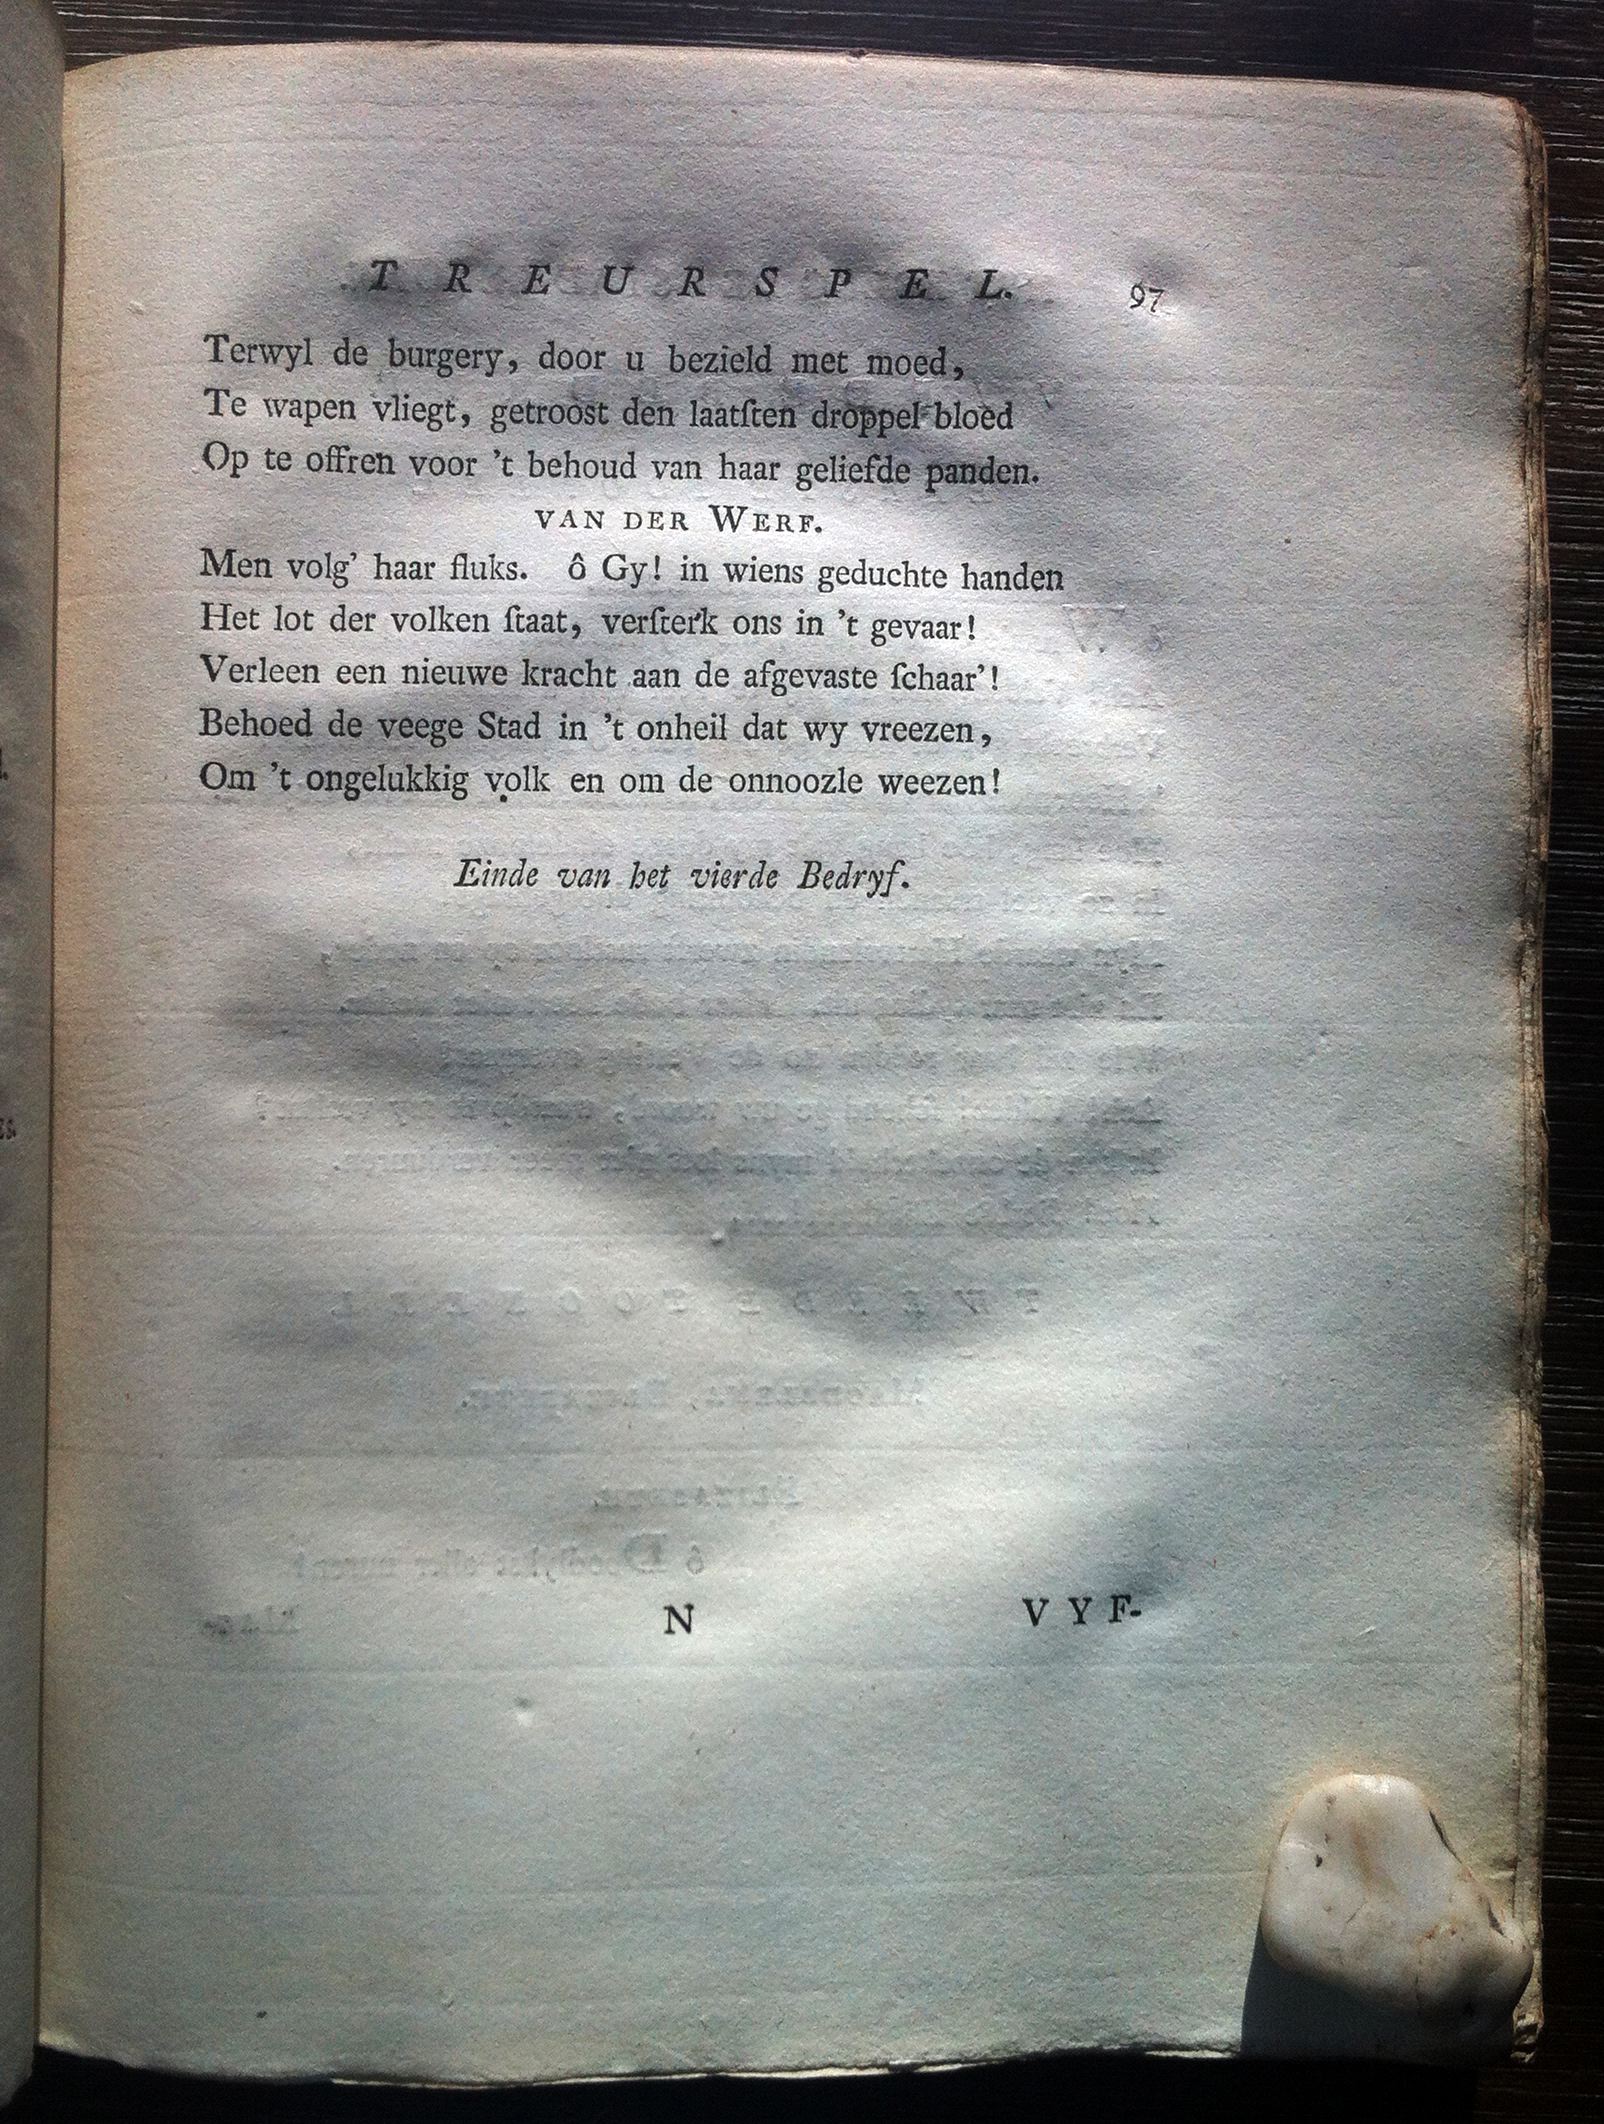 TREURSPEL. 97
Terwyl de burgery, door u bezield met moed,
Te wapen vliegt, getroost den laatſten droppel bloed
Op te offren voor 't behoud van haar geliefde panden.
VAN DER WERF.
Men volg' haar fluks. ô Gy! in wiens geduchte handen
Het lot der volken ſtaat, verſterk ons in 't gevaar!
Verleen een nieuwe kracht aan de afgevaste ſchaar'!
Behoed de veege Stad in 't onheil dat wy vreezen,
Om 't ongelukkig volk en om de onnoozle weezen!
Einde van het vierde Bedryf.
N VYF-